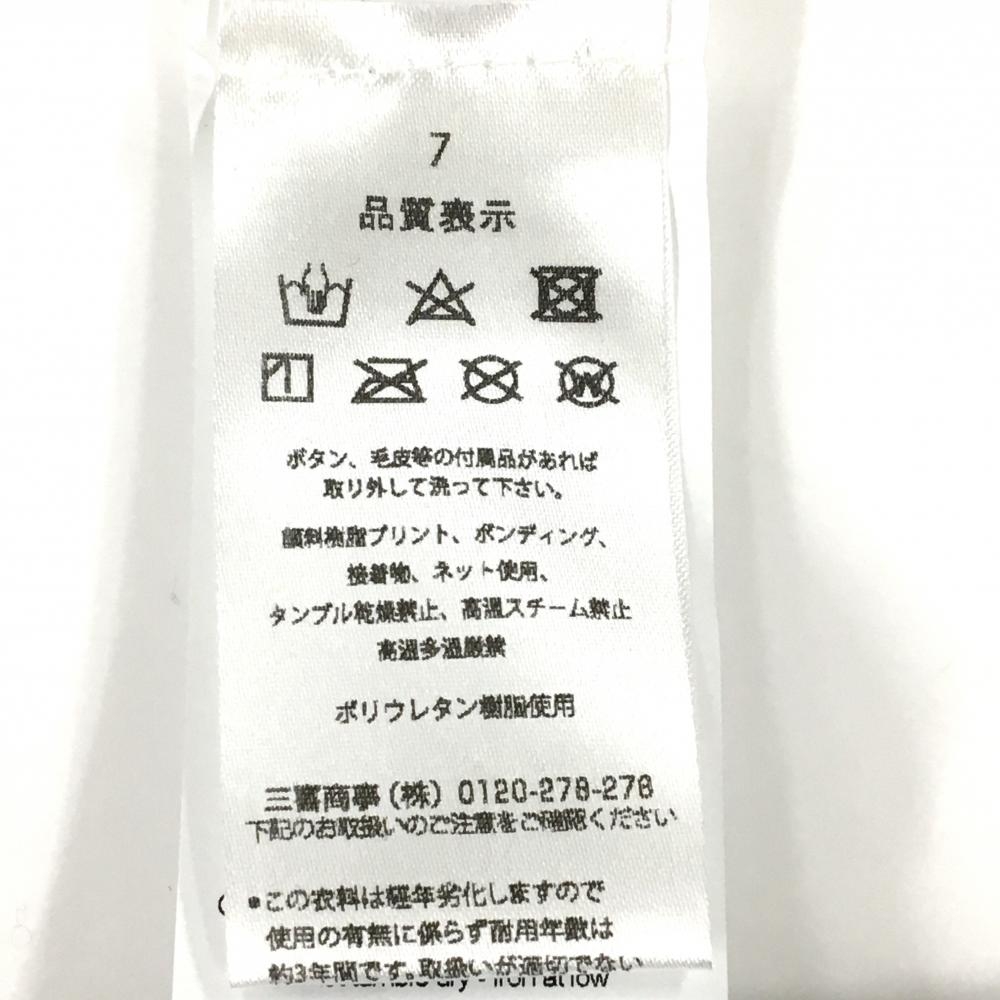 7
品質表示
W
ボタン、毛皮等の付属品があれば
取り外して洗って下さい。
顔料樹脂プリント、ボンディング、
接着物、ネット使用、
タンブル乾燥禁止、高温スチーム禁止
高温多湿厳禁
ポリウレタン樹脂使用
三喜商事(株) 0120-278-278
下記のお取扱いのご注意をご確認ください
•この衣料は経年劣化しますので
使用の有無に係らず耐用年数は
約3年間です。取扱いが適切でない
dry - iron at low